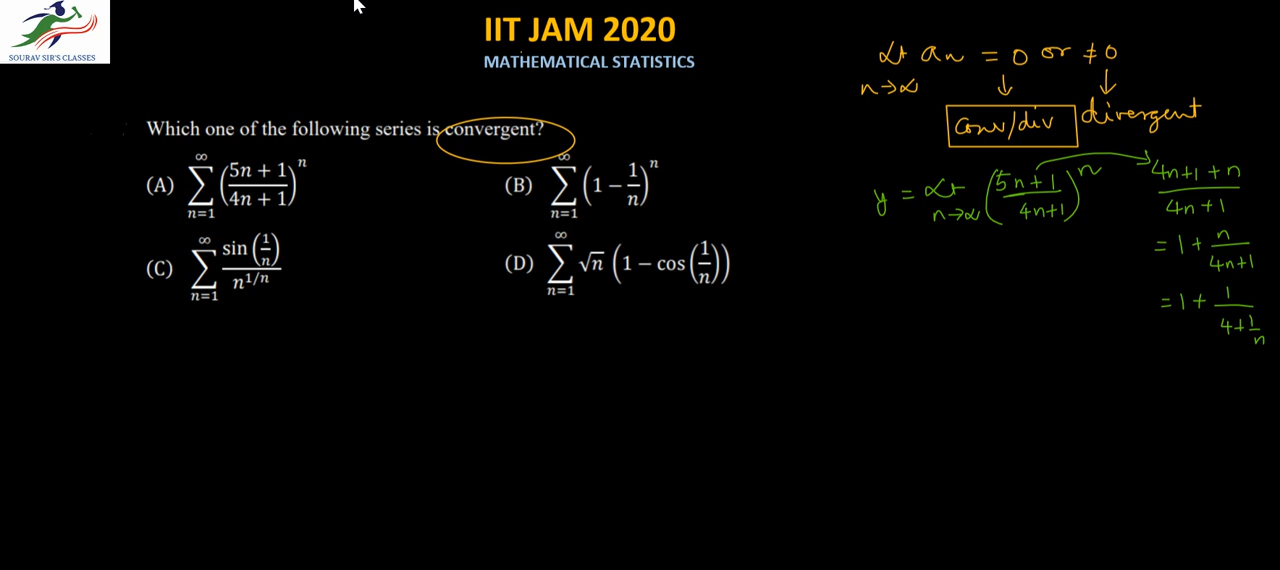 SOURAV SIR'S CLASSES
IIT JAM 2020
MATHEMATICAL STATISTICS
Which one of the following series is convergent?
(A) ∑_{n=1}^{∞} ((5n + 1)/(4n + 1))^n
(B) ∑_{n=1}^{∞} (1 − 1/n)^n
(C) ∑_{n=1}^{∞} sin(1/n)/n^{1/n}
(D) ∑_{n=1}^{∞} √n (1 − cos(1/n))
Lt_{n→∞} an = 0 or ≠ 0
↓ ↓
conv/div divergent
y = Lt_{n→∞} ((5n+1)/(4n+1))^n → (4n+1+n)/(4n+1)
= 1 + n/(4n+1)
= 1 + 1/(4+1/n)